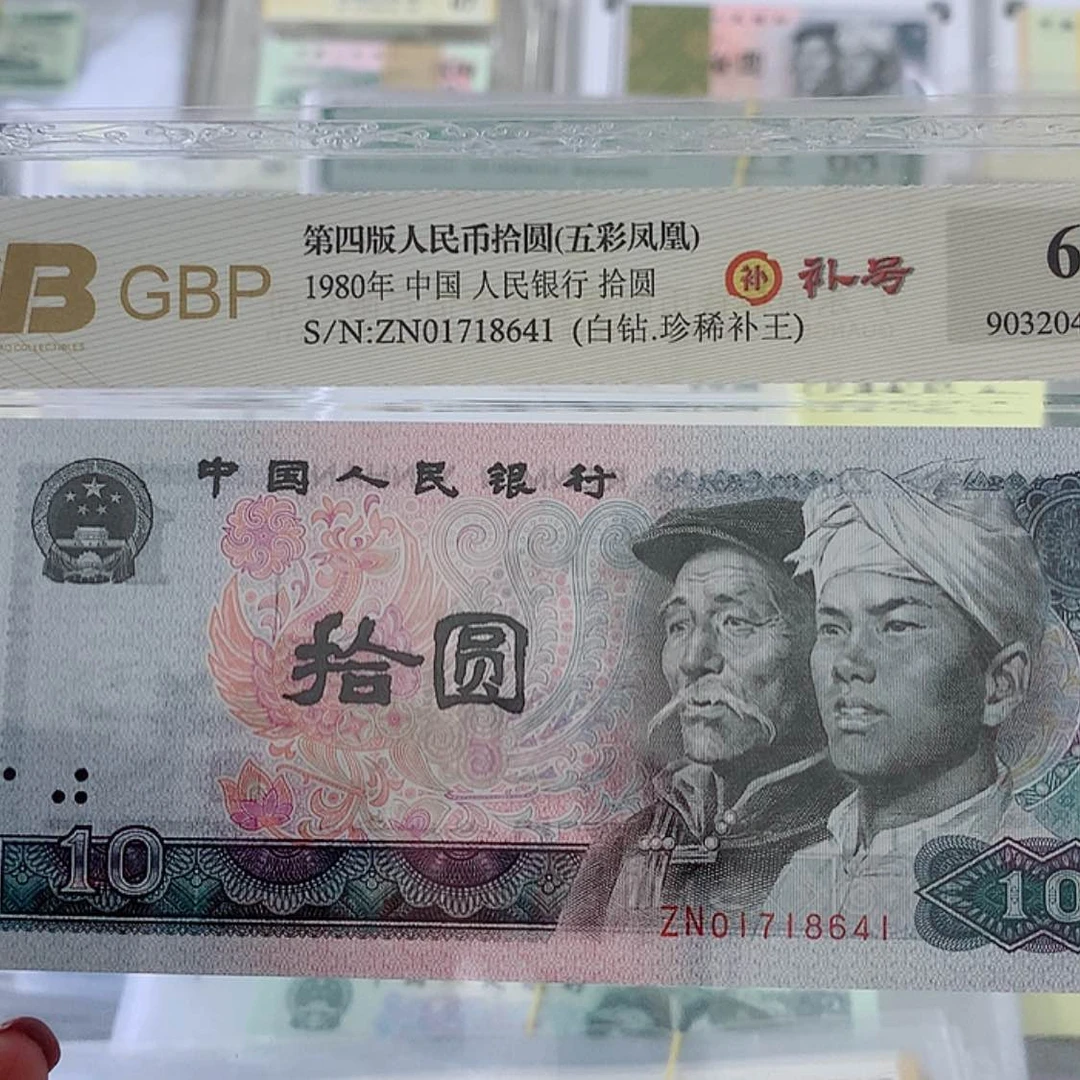 GBP
第四版人民币拾圆(五彩凤凰)
1980年 中国 人民银行 拾圆
S/N:ZN01718641 (白钻.珍稀补王)
补 补号
6
903204
中国人民银行
拾圆
10
ZN01718641
10